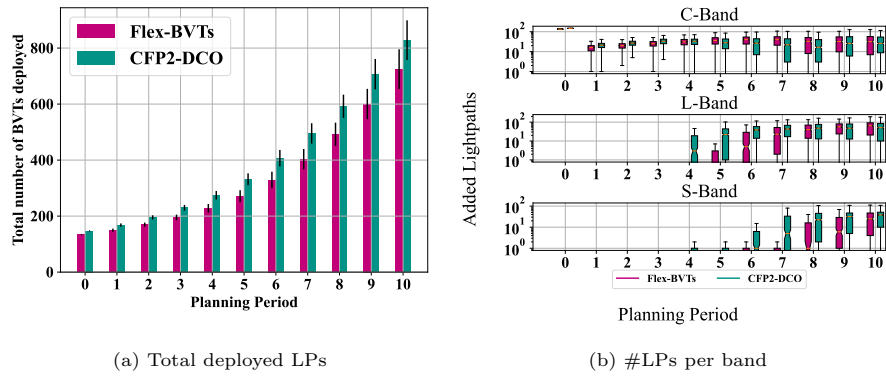 Total number of BVTs deployed
800
600
400
200
0
Flex-BVTs
CFP2-DCO
0 1 2 3 4 5 6 7 8 9 10
Planning Period
(a) Total deployed LPs
Added Lightpaths
C-Band
10^2
10^1
10^0
10^-1
0 1 2 3 4 5 6 7 8 9 10
L-Band
10^2
10^1
10^0
0 1 2 3 4 5 6 7 8 9 10
S-Band
10^2
10^1
10^0
0 1 2 3 4 5 6 7 8 9 10
Flex-BVTs CFP2-DCO
Planning Period
(b) #LPs per band